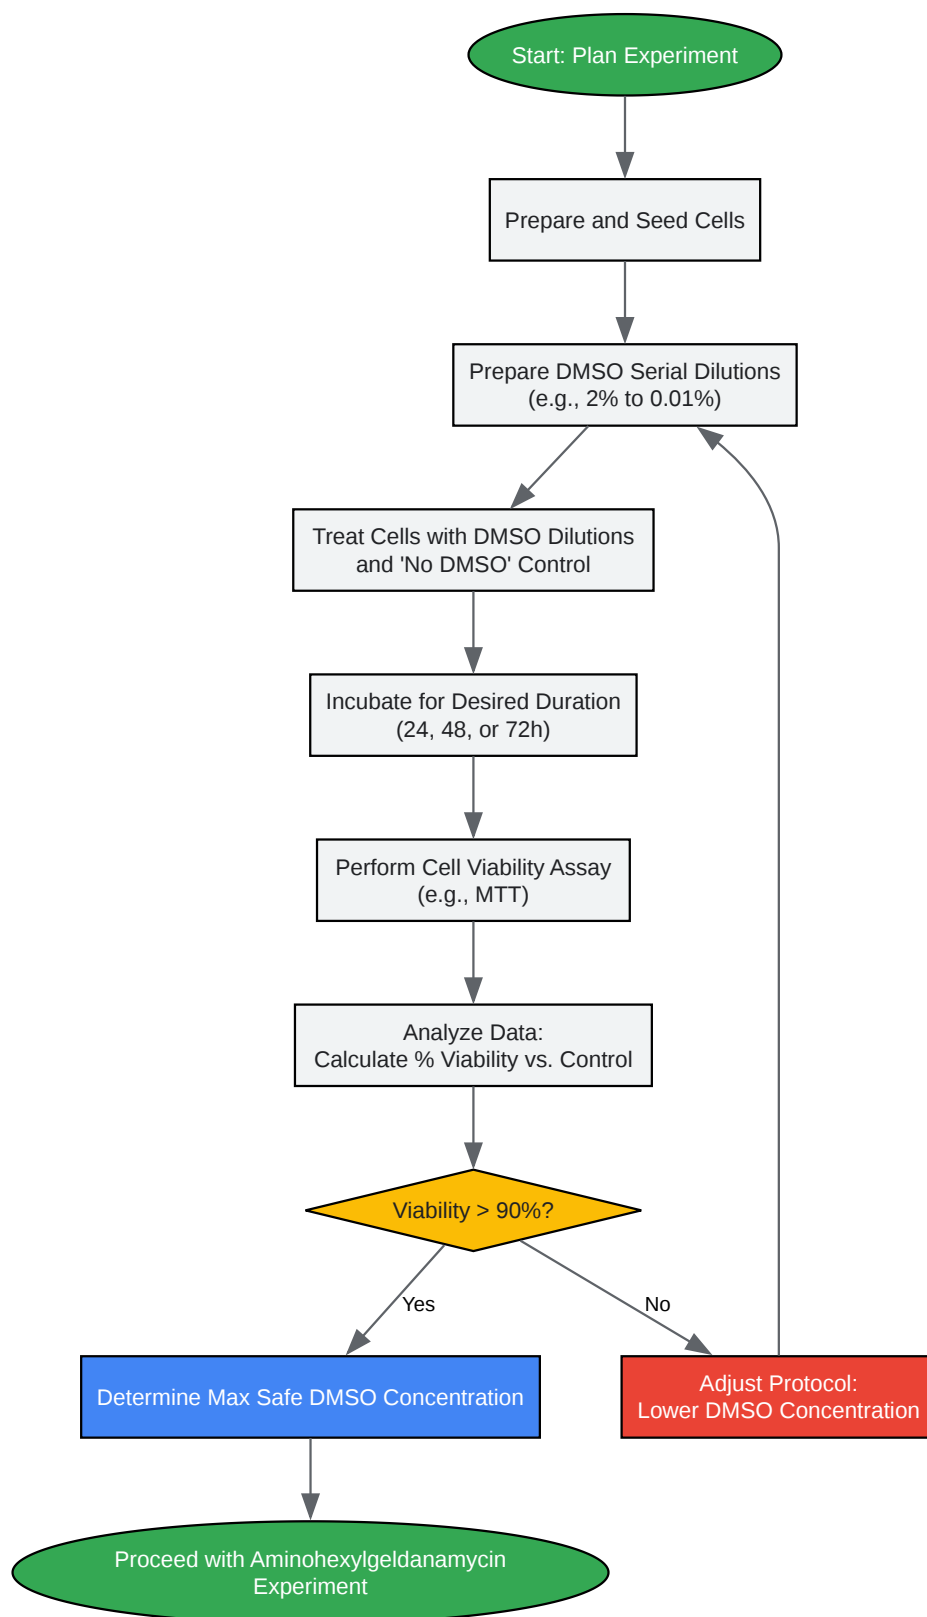 Start: Plan Experiment
Prepare and Seed Cells
Prepare DMSO Serial Dilutions
(e.g., 2% to 0.01%)
Treat Cells with DMSO Dilutions
and 'No DMSO' Control
Incubate for Desired Duration
(24, 48, or 72h)
Perform Cell Viability Assay
(e.g., MTT)
Analyze Data:
Calculate % Viability vs. Control
Viability > 90%?
Yes
No
Determine Max Safe DMSO Concentration
Adjust Protocol:
Lower DMSO Concentration
Proceed with Aminohexylgeldanamycin
Experiment